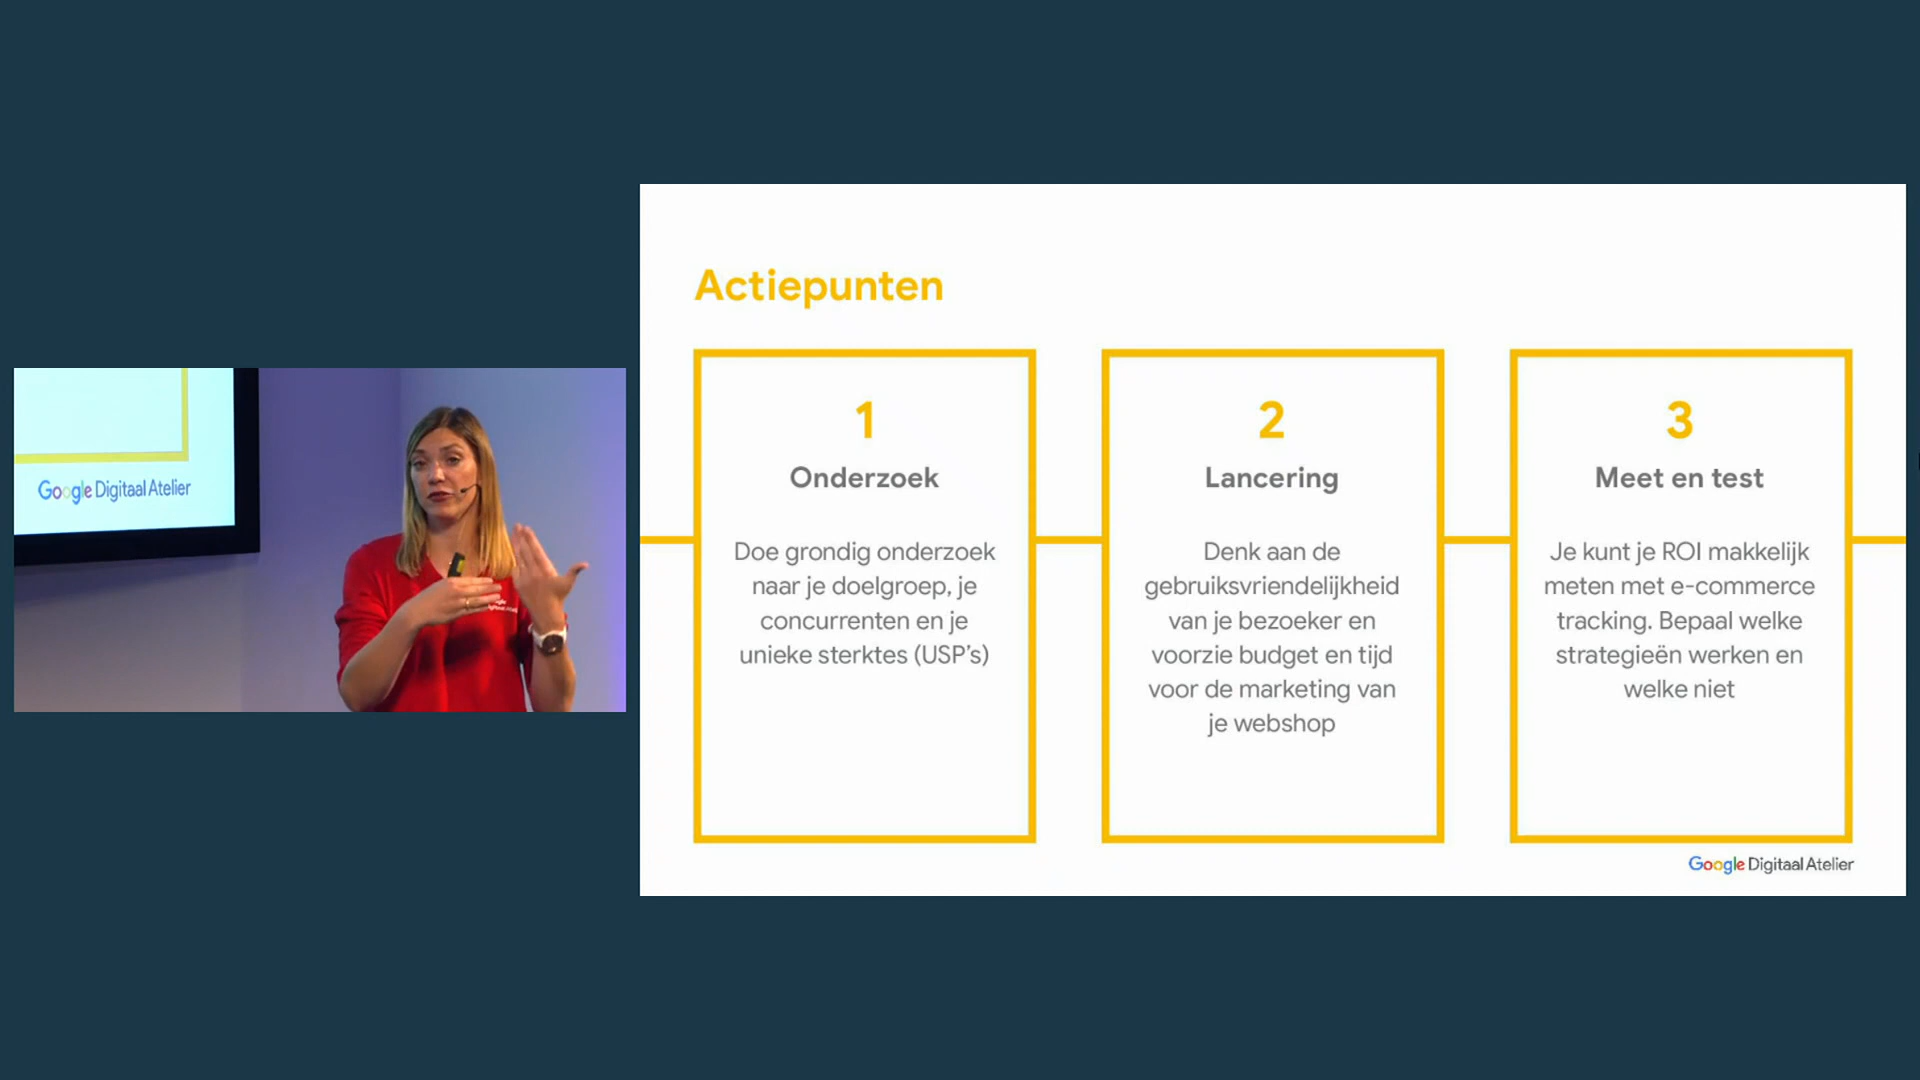 Google Digitaal Atelier
Actiepunten
1
Onderzoek
Doe grondig onderzoek
naar je doelgroep, je
concurrenten en je
unieke sterktes (USP's)
2
Lancering
Denk aan de
gebruiksvriendelijkheid
van je bezoeker en
voorzie budget en tijd
voor de marketing van
je webshop
3
Meet en test
Je kunt je ROI makkelijk
meten met e-commerce
tracking. Bepaal welke
strategieën werken en
welke niet
Google Digitaal Atelier